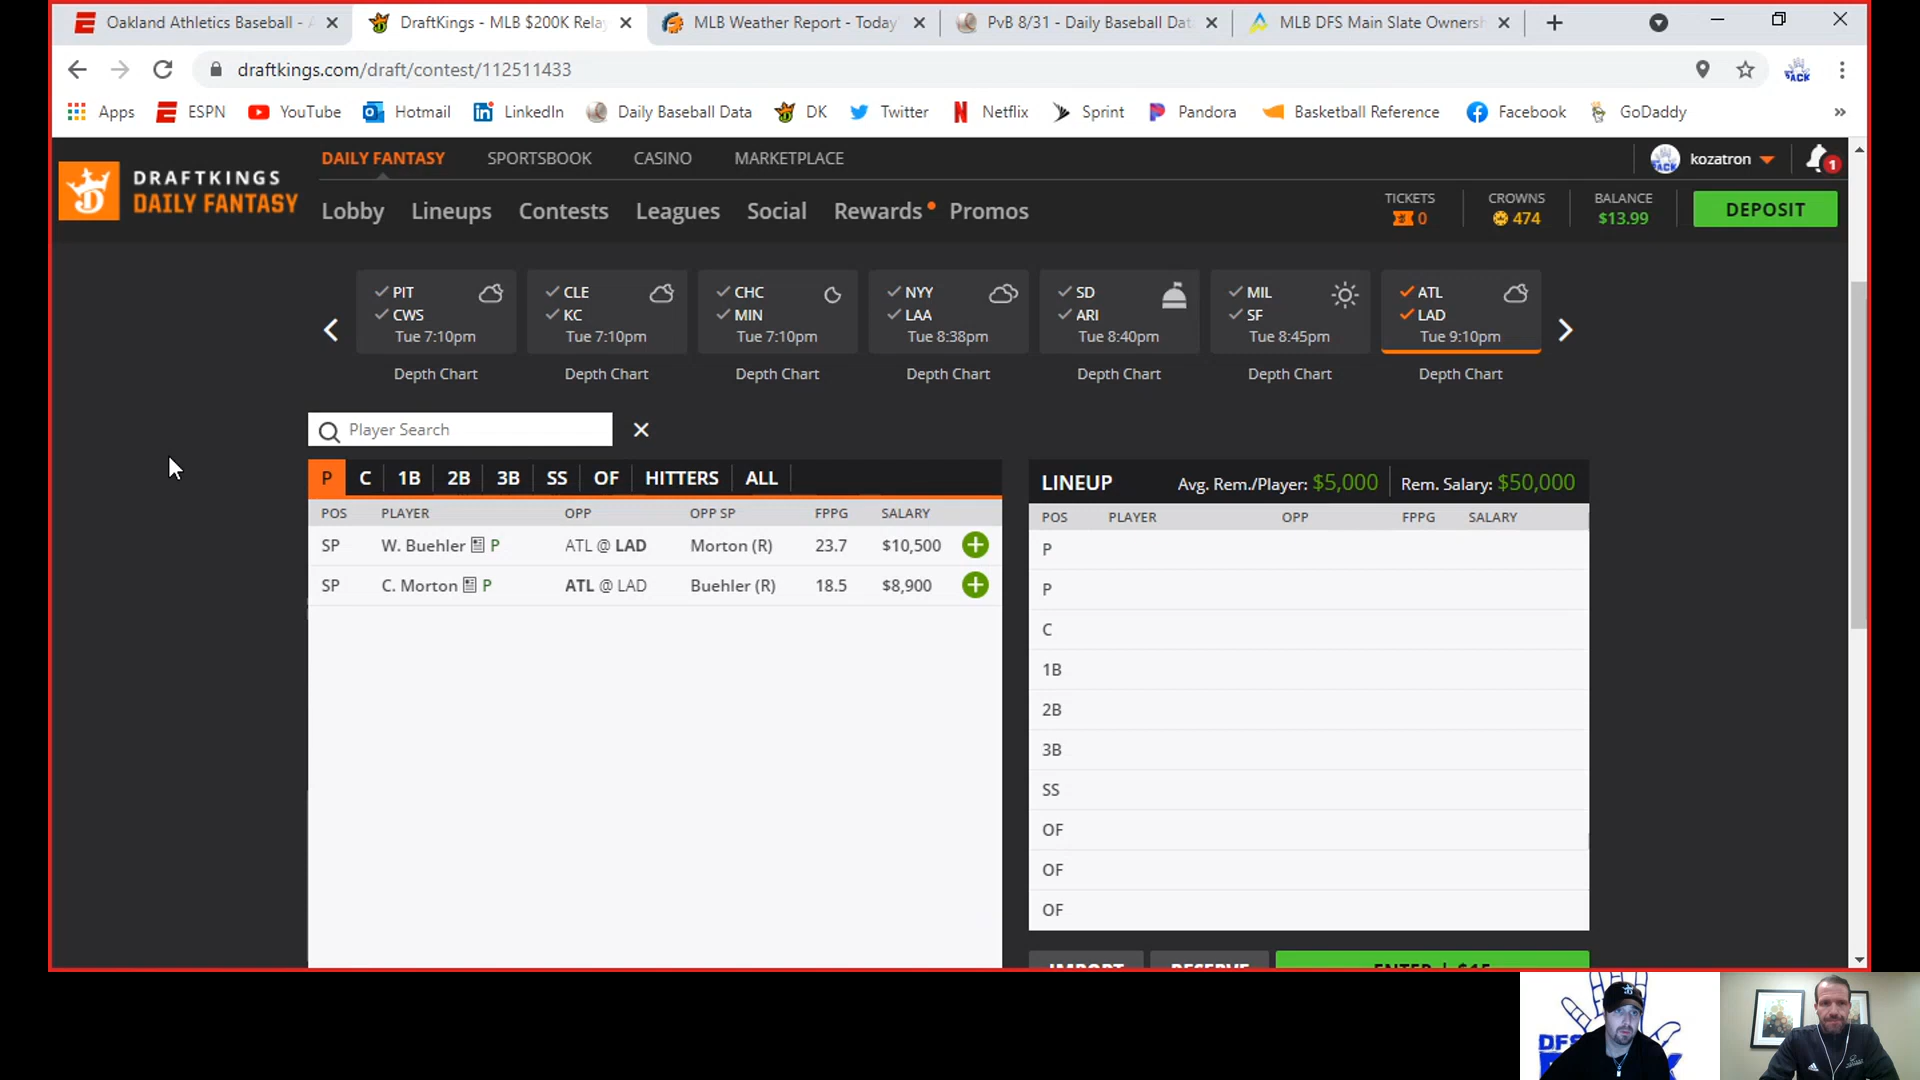 Oakland Athletics Baseball - A
DraftKings - MLB $200K Relay
MLB Weather Report - Today'
PvB 8/31 - Daily Baseball Dat
MLB DFS Main Slate Ownersh
draftkings.com/draft/contest/112511433
Apps
ESPN
YouTube
Hotmail
LinkedIn
Daily Baseball Data
DK
Twitter
Netflix
Sprint
Pandora
Basketball Reference
Facebook
GoDaddy
»
DRAFTKINGS
DAILY FANTASY
DAILY FANTASY SPORTSBOOK CASINO MARKETPLACE
kozatron
1
Lobby Lineups Contests Leagues Social Rewards Promos
TICKETS
0
CROWNS
474
BALANCE
$13.99
DEPOSIT
PIT
CWS
Tue 7:10pm
Depth Chart
CLE
KC
Tue 7:10pm
Depth Chart
CHC
MIN
Tue 7:10pm
Depth Chart
NYY
LAA
Tue 8:38pm
Depth Chart
SD
ARI
Tue 8:40pm
Depth Chart
MIL
SF
Tue 8:45pm
Depth Chart
ATL
LAD
Tue 9:10pm
Depth Chart
Player Search
P C 1B 2B 3B SS OF HITTERS ALL
POS PLAYER OPP OPP SP FPPG SALARY
SP W. Buehler P ATL @ LAD Morton (R) 23.7 $10,500
SP C. Morton P ATL @ LAD Buehler (R) 18.5 $8,900
LINEUP Avg. Rem./Player: $5,000 Rem. Salary: $50,000
POS PLAYER OPP FPPG SALARY
P
P
C
1B
2B
3B
SS
OF
OF
OF
IMPORT RESERVE ENTER | $15
DFS